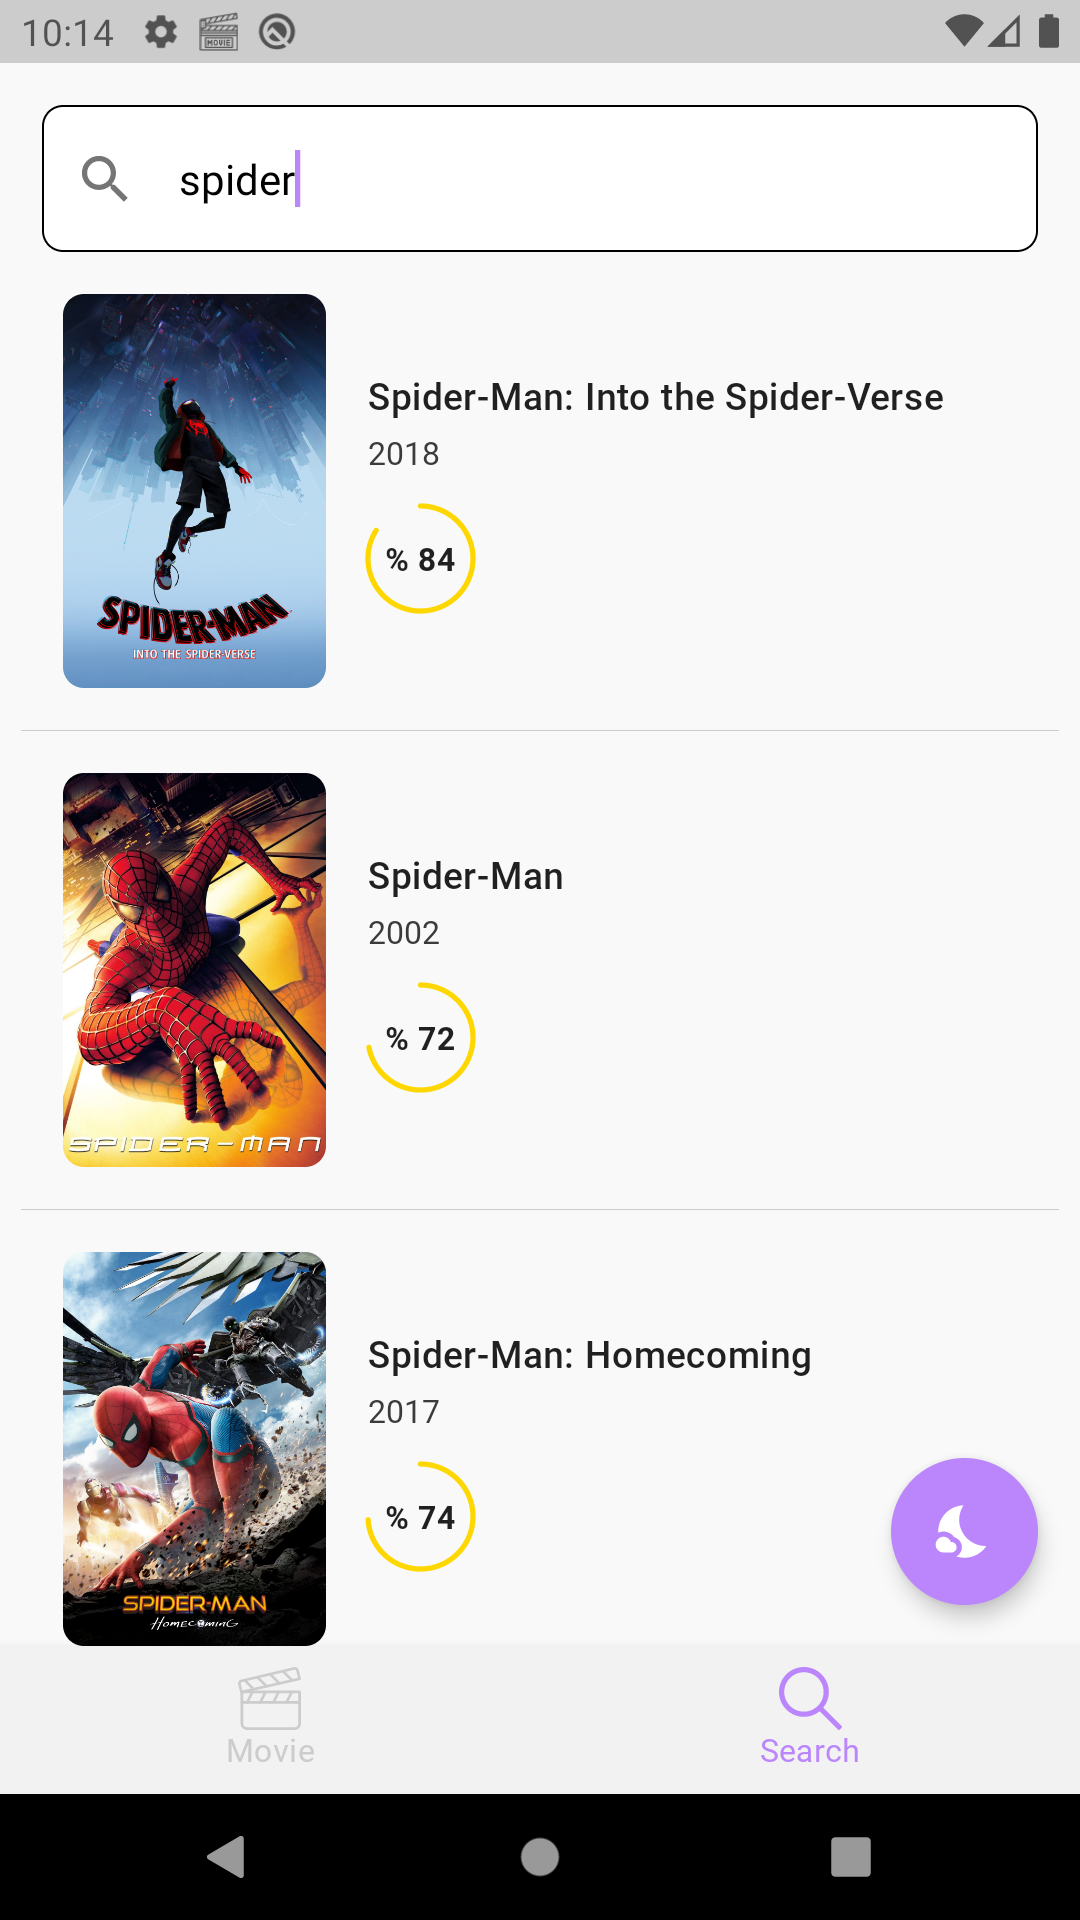 10:14
MOVIE
spider
SPIDER-MAN
INTO THE SPIDER-VERSE
Spider-Man: Into the Spider-Verse
2018
% 84
SPIDER-MAN
Spider-Man
2002
% 72
SPIDER-MAN
HOMECOMING
Spider-Man: Homecoming
2017
% 74
Movie
Search